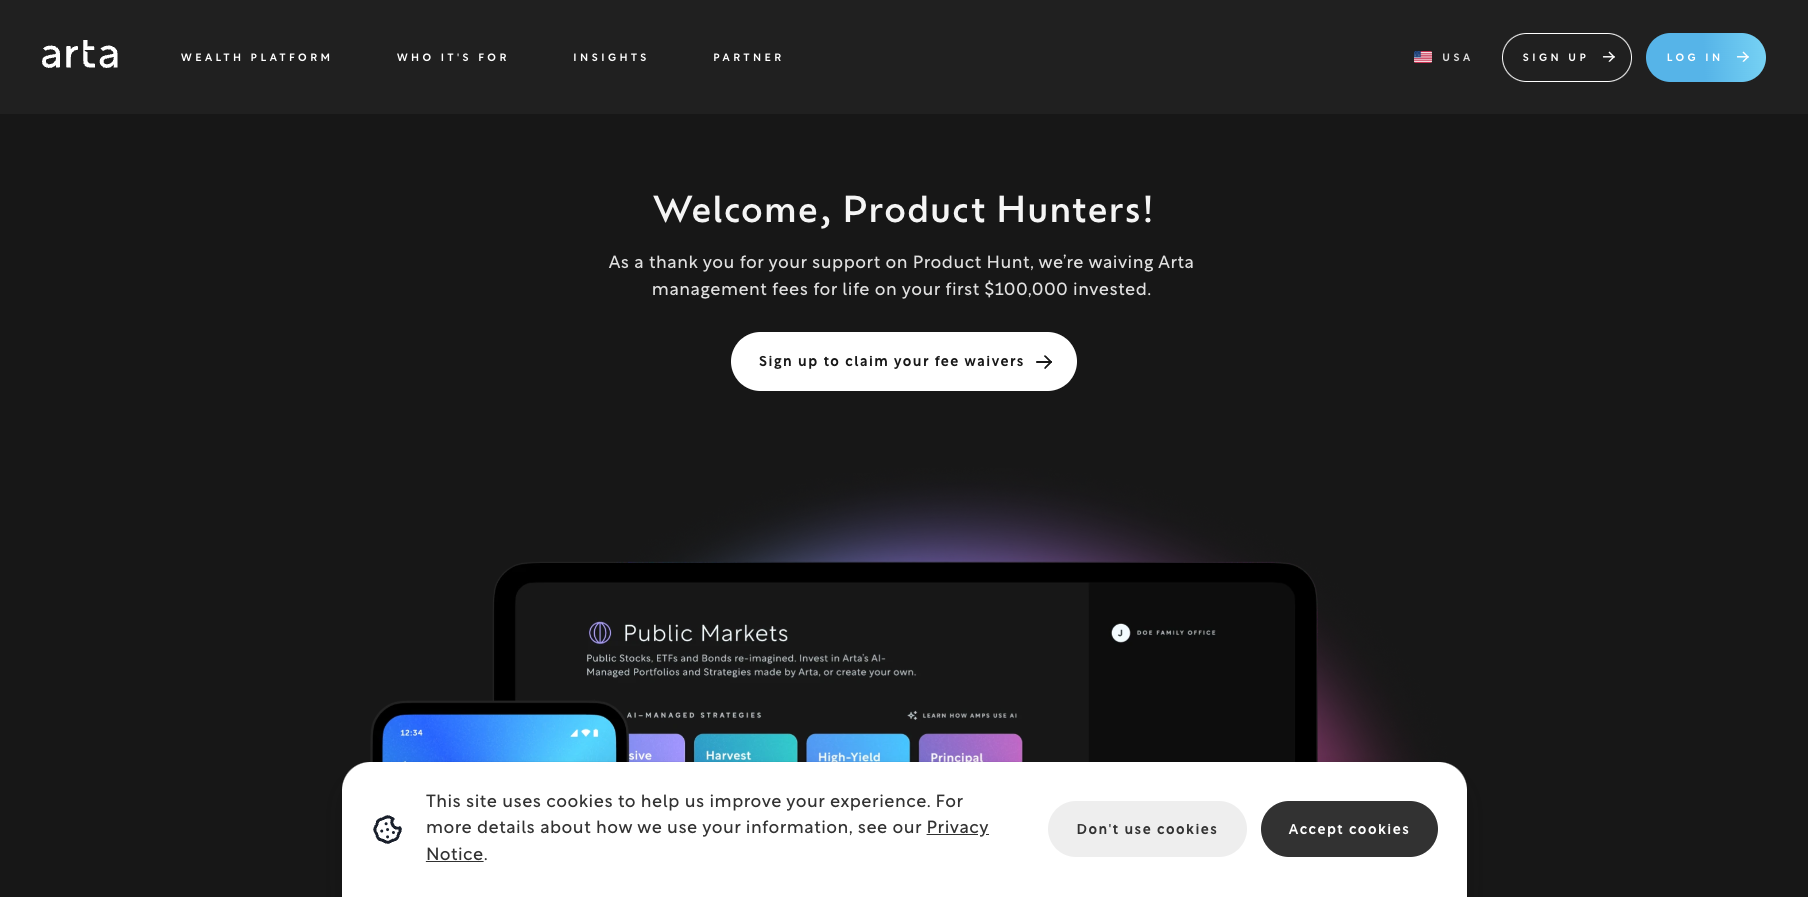 arta
WEALTH PLATFORM
WHO IT'S FOR
INSIGHTS
PARTNER
USA
SIGN UP
LOG IN
Welcome, Product Hunters!
As a thank you for your support on Product Hunt, we're waiving Arta
management fees for life on your first $100,000 invested.
Sign up to claim your fee waivers
Public Markets
Public Stocks, ETFs and Bonds re-imagined. Invest in Arta's AI-
Managed Portfolios and Strategies made by Arta, or create your own.
J DOE FAMILY OFFICE
AI–MANAGED STRATEGIES
LEARN HOW AMPS USE AI
12:34
Harvest
High-Yield
Principal
This site uses cookies to help us improve your experience. For
more details about how we use your information, see our Privacy
Notice.
Don't use cookies
Accept cookies